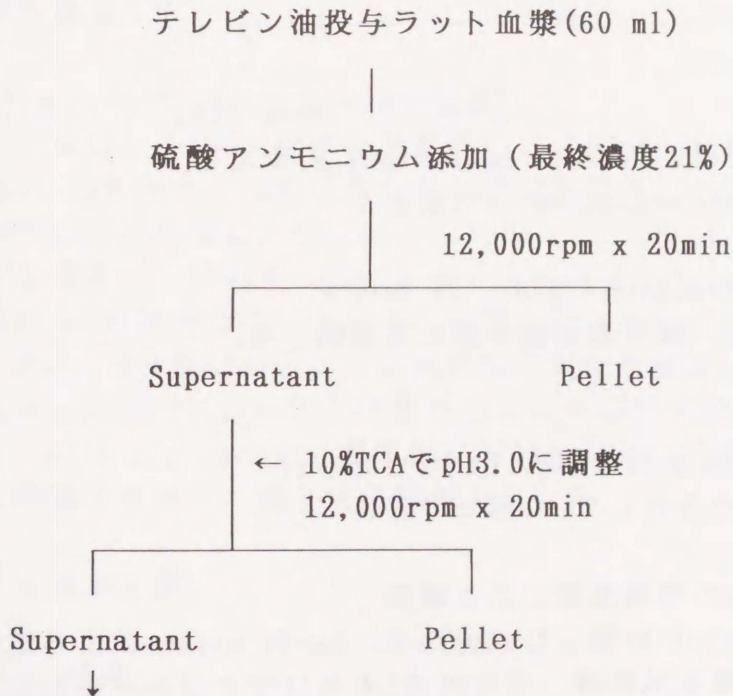 テレビン油投与ラット血漿(60 ml)
硫酸アンモニウム添加 (最終濃度21%)
12,000rpm x 20min
Supernatant Pellet
← 10%TCAでpH3.0に調整
12,000rpm x 20min
Supernatant Pellet